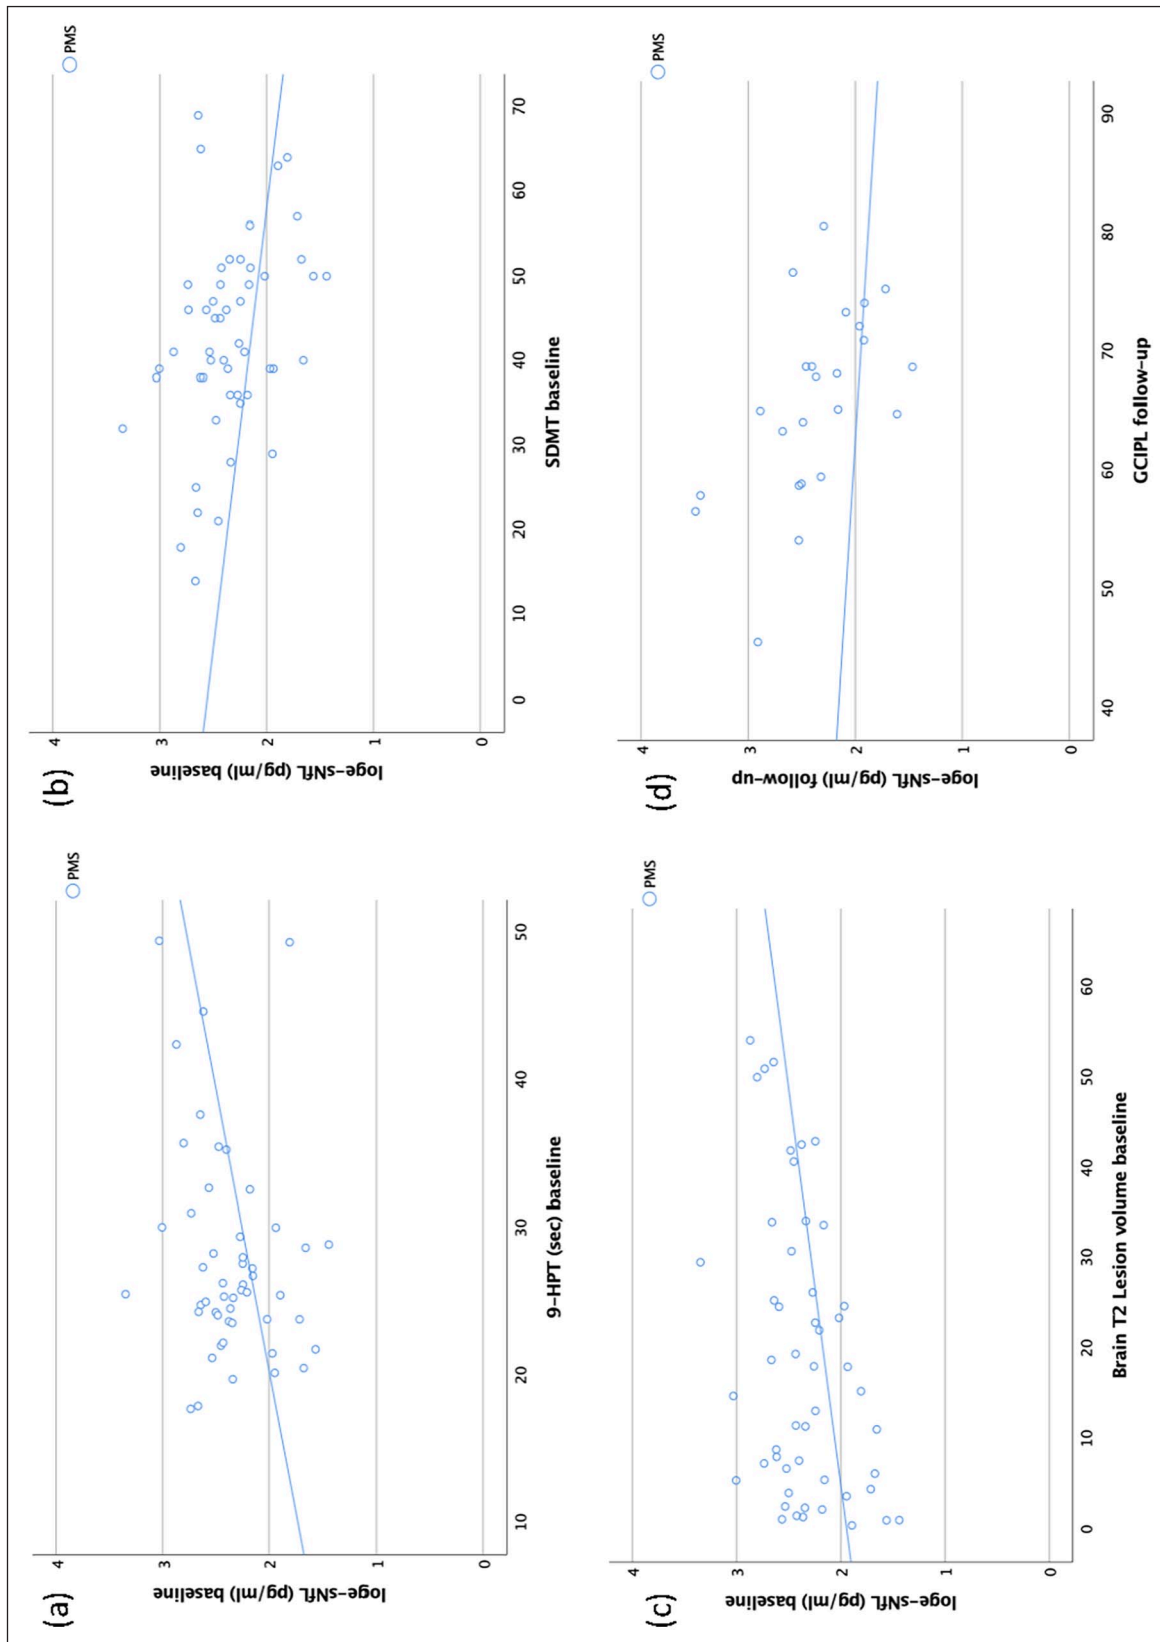 (a)
PMS
loge-sNfL (pg/ml) baseline
4
3
2
1
0
10
20
30
40
50
9-HPT (sec) baseline
(b)
PMS
loge-sNfL (pg/ml) baseline
4
3
2
1
0
0
10
20
30
40
50
60
70
SDMT baseline
(c)
PMS
loge-sNfL (pg/ml) baseline
4
3
2
1
0
0
10
20
30
40
50
60
Brain T2 Lesion volume baseline
(d)
PMS
loge-sNfL (pg/ml) follow-up
4
3
2
1
0
40
50
60
70
80
90
GCIPL follow-up